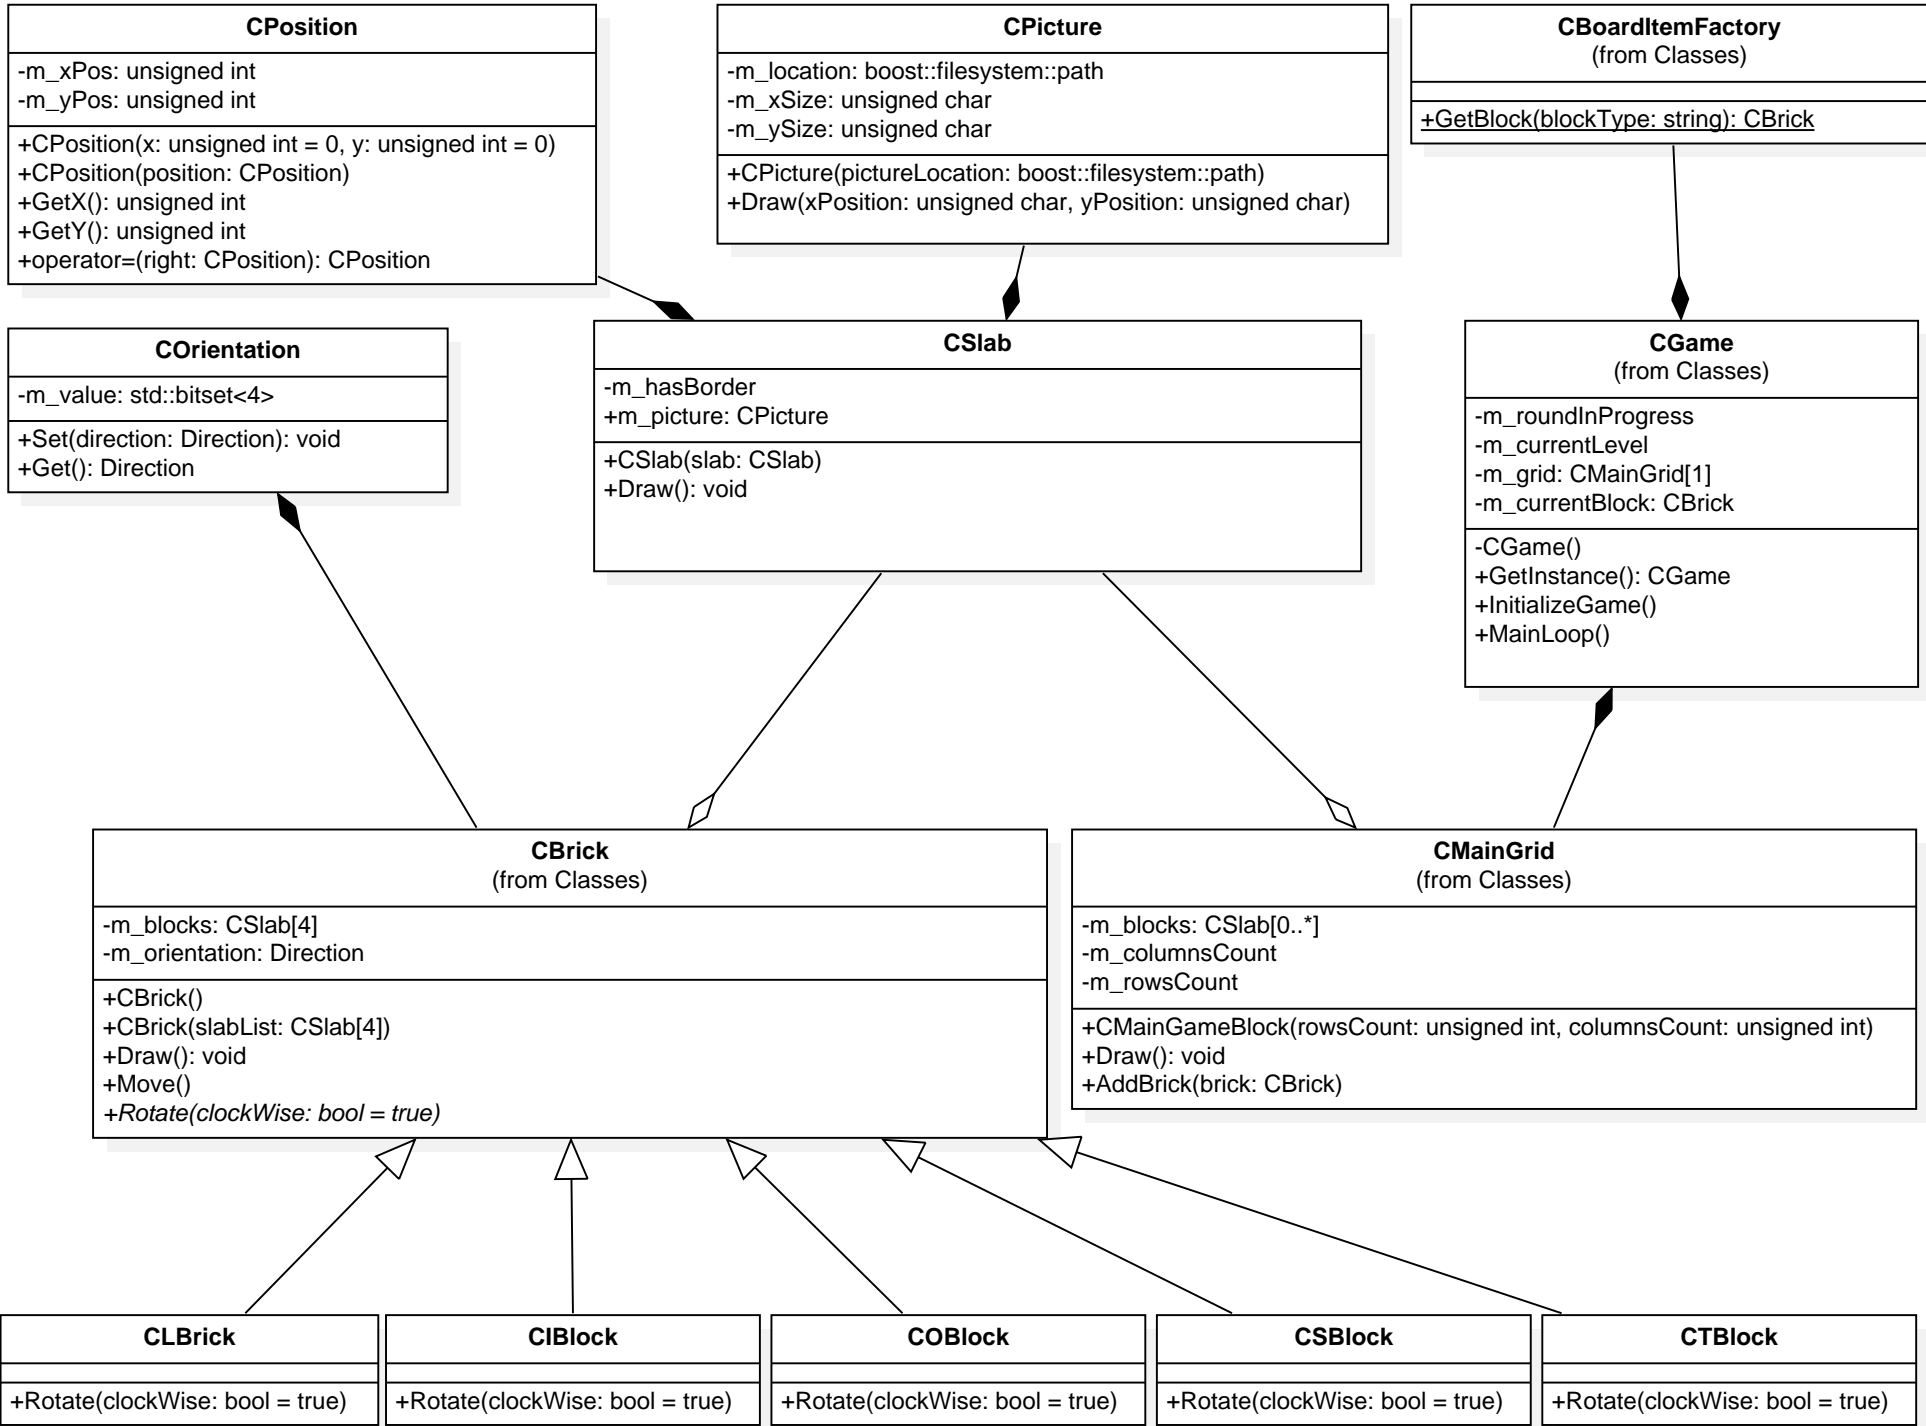 CPosition
-m_xPos: unsigned int
-m_yPos: unsigned int
+CPosition(x: unsigned int = 0, y: unsigned int = 0)
+CPosition(position: CPosition)
+GetX(): unsigned int
+GetY(): unsigned int
+operator=(right: CPosition): CPosition
CPicture
-m_location: boost::filesystem::path
-m_xSize: unsigned char
-m_ySize: unsigned char
+CPicture(pictureLocation: boost::filesystem::path)
+Draw(xPosition: unsigned char, yPosition: unsigned char)
CBoardItemFactory
(from Classes)
+GetBlock(blockType: string): CBrick
COrientation
-m_value: std::bitset<4>
+Set(direction: Direction): void
+Get(): Direction
CSlab
-m_hasBorder
+m_picture: CPicture
+CSlab(slab: CSlab)
+Draw(): void
CGame
(from Classes)
-m_roundInProgress
-m_currentLevel
-m_grid: CMainGrid[1]
-m_currentBlock: CBrick
-CGame()
+GetInstance(): CGame
+InitializeGame()
+MainLoop()
CBrick
(from Classes)
-m_blocks: CSlab[4]
-m_orientation: Direction
+CBrick()
+CBrick(slabList: CSlab[4])
+Draw(): void
+Move()
+Rotate(clockWise: bool = true)
CMainGrid
(from Classes)
-m_blocks: CSlab[0..*]
-m_columnsCount
-m_rowsCount
+CMainGameBlock(rowsCount: unsigned int, columnsCount: unsigned int)
+Draw(): void
+AddBrick(brick: CBrick)
CLBrick
+Rotate(clockWise: bool = true)
CIBlock
+Rotate(clockWise: bool = true)
COBlock
+Rotate(clockWise: bool = true)
CSBlock
+Rotate(clockWise: bool = true)
CTBlock
+Rotate(clockWise: bool = true)